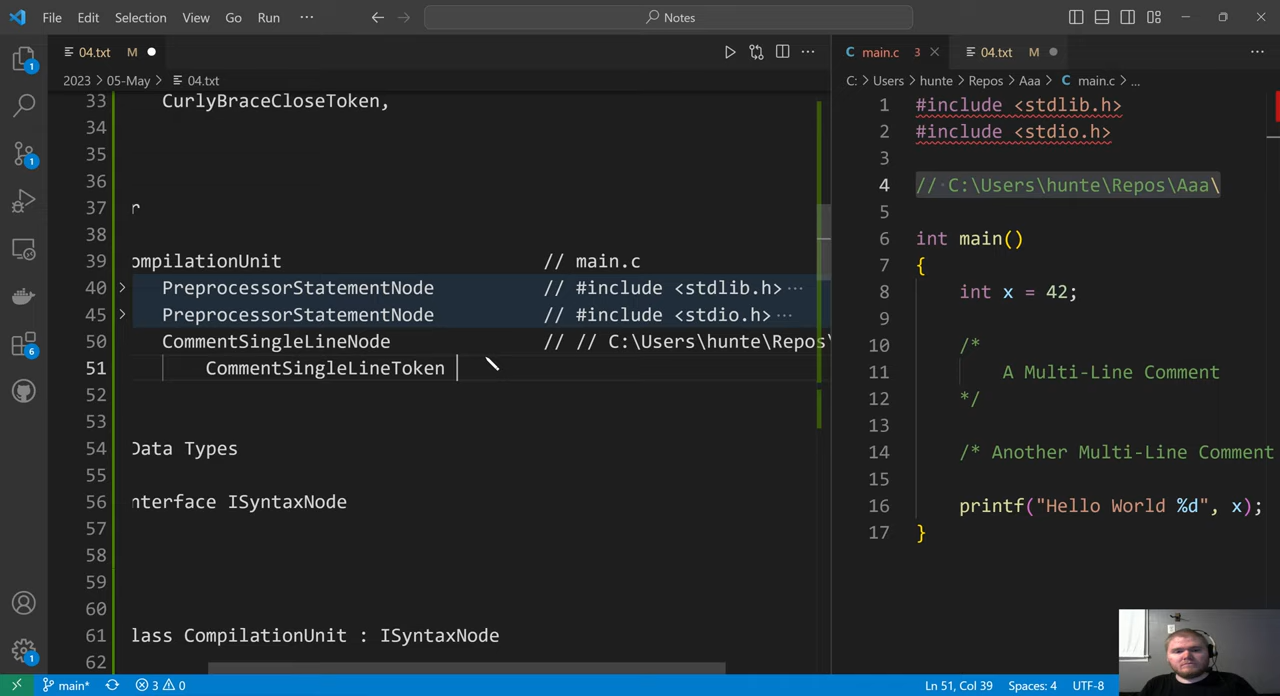 File Edit Selection View Go Run ··· Notes
04.txt M
main.c 3 04.txt M
2023 > 05-May > 04.txt
C: > Users > hunte > Repos > Aaa > C main.c > ...
33 CurlyBraceCloseToken,
34
35
36
37 r
38
39 ompilationUnit // main.c
40 PreprocessorStatementNode // #include <stdlib.h> ···
45 PreprocessorStatementNode // #include <stdio.h> ···
50 CommentSingleLineNode // // C:\Users\hunte\Repos\
51 CommentSingleLineToken
52
53
54 Data Types
55
56 nterface ISyntaxNode
57
58
59
60
61 lass CompilationUnit : ISyntaxNode
62
1 #include <stdlib.h>
2 #include <stdio.h>
3
4 // C:\Users\hunte\Repos\Aaa\
5
6 int main()
7 {
8 int x = 42;
9
10 /*
11 A Multi-Line Comment
12 */
13
14 /* Another Multi-Line Comment
15
16 printf("Hello World %d", x);
17 }
1
1
6
1
main* 3 0 Ln 51, Col 39 Spaces: 4 UTF-8